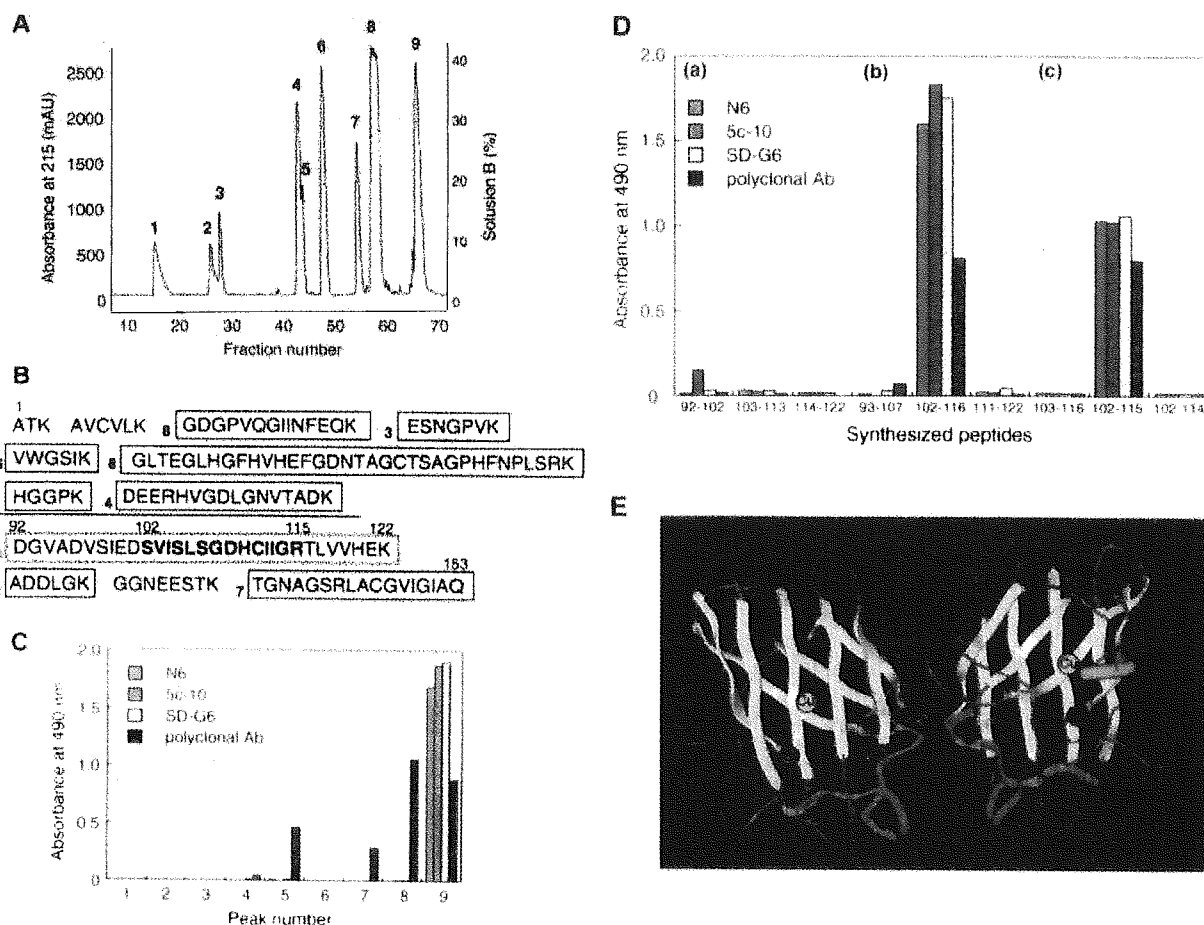 A
Absorbance at 215 (mAU)
2500
2000
1500
1000
500
0
1
2
3
4
5
6
7
8
9
40
30
20
10
0
Solusion B (%)
10 20 30 40 50 60 70
Fraction number
B
1
ATK AVCVLK 8 GDGPVQGIINFEQK 3 ESNGPVK
VWGSIK 8 GLTEGLHGFHVHEFGDNTAGCTSAGPHFNPLSRK
HGGPK 4 DEERHVGDLGNVTADK
92 102 115 122
DGVADVSIEDSVISLSGDHCIIGRTLVVHEK
153
ADDLGK GGNEESTK 7 TGNAGSRLACGVIGIAQ
C
Absorbance at 490 nm
2.0
1.5
1.0
0.5
0
N6
5c-10
SD-G6
polyclonal Ab
1 2 3 4 5 6 7 8 9
Peak number
D
Absorbance at 490 nm
2.0
1.5
1.0
0.5
0
(a) (b) (c)
N6
5c-10
SD-G6
polyclonal Ab
92-102 103-113 114-122 93-107 102-116 111-122 103-116 102-115 102-114
Synthesized peptides
E